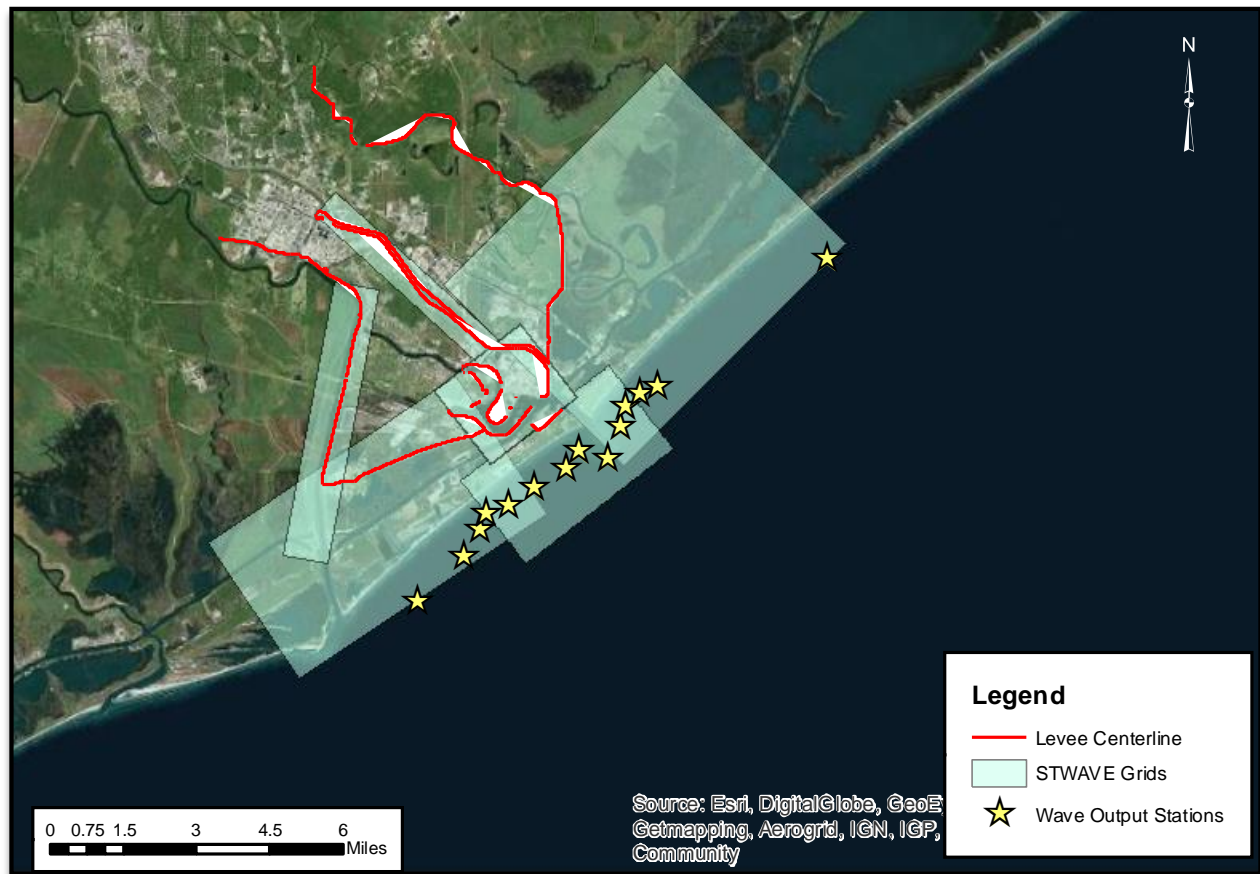 N
Legend
Levee Centerline
STWAVE Grids
Wave Output Stations
Source: Esri, DigitalGlobe, GeoEy
Getmapping, Aerogrid, IGN, IGP,
Community
0 0.75 1.5 3 4.5 6
Miles